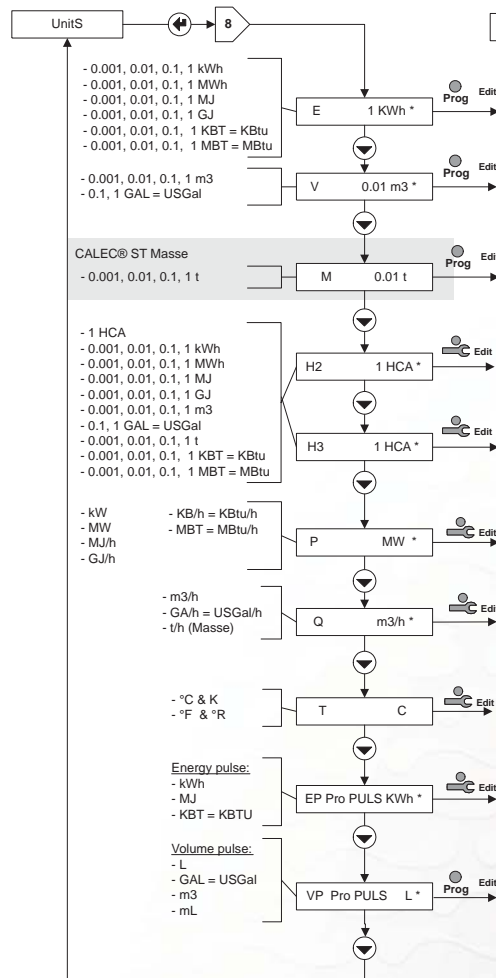 UnitS
8
- 0.001, 0.01, 0.1, 1 kWh
- 0.001, 0.01, 0.1, 1 MWh
- 0.001, 0.01, 0.1, 1 MJ
- 0.001, 0.01, 0.1, 1 GJ
- 0.001, 0.01, 0.1,  1 KBT = KBtu
- 0.001, 0.01, 0.1,  1 MBT = MBtu
E 1 KWh *
Prog Edit
- 0.001, 0.01, 0.1, 1 m3
- 0.1, 1 GAL = USGal
V 0.01 m3 *
Prog Edit
CALEC® ST Masse
- 0.001, 0.01, 0.1, 1 t
M 0.01 t
Prog Edit
- 1 HCA
- 0.001, 0.01, 0.1, 1 kWh
- 0.001, 0.01, 0.1, 1 MWh
- 0.001, 0.01, 0.1, 1 MJ
- 0.001, 0.01, 0.1, 1 GJ
- 0.001, 0.01, 0.1, 1 m3
- 0.1, 1 GAL = USGal
- 0.001, 0.01, 0.1, 1 t
- 0.001, 0.01, 0.1,  1 KBT = KBtu
- 0.001, 0.01, 0.1,  1 MBT = MBtu
H2 1 HCA *
Edit
H3 1 HCA *
Edit
- kW
- MW
- MJ/h
- GJ/h
- KB/h = KBtu/h
- MBT = MBtu/h
P MW *
Edit
- m3/h
- GA/h = USGal/h
- t/h (Masse)
Q m3/h *
Edi
- °C & K
- °F & °R
T C
Edit
Energy pulse:
- kWh
- MJ
- KBT = KBTU
EP Pro PULS KWh *
Edit
Volume pulse:
- L
- GAL = USGal
- m3
- mL
VP Pro PULS L *
Prog Edit